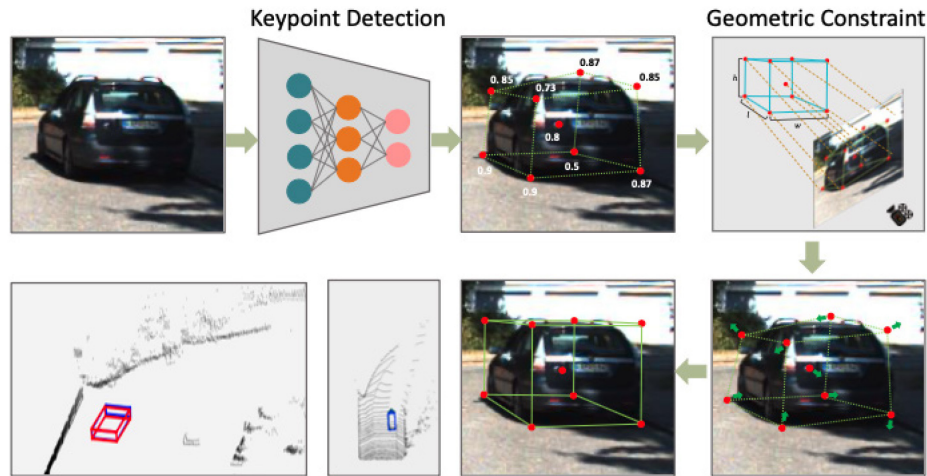 Keypoint Detection
Geometric Constraint
0.87
0.85
0.85
0.73
0.8
0.5
0.9
0.9
0.87
h
l
w